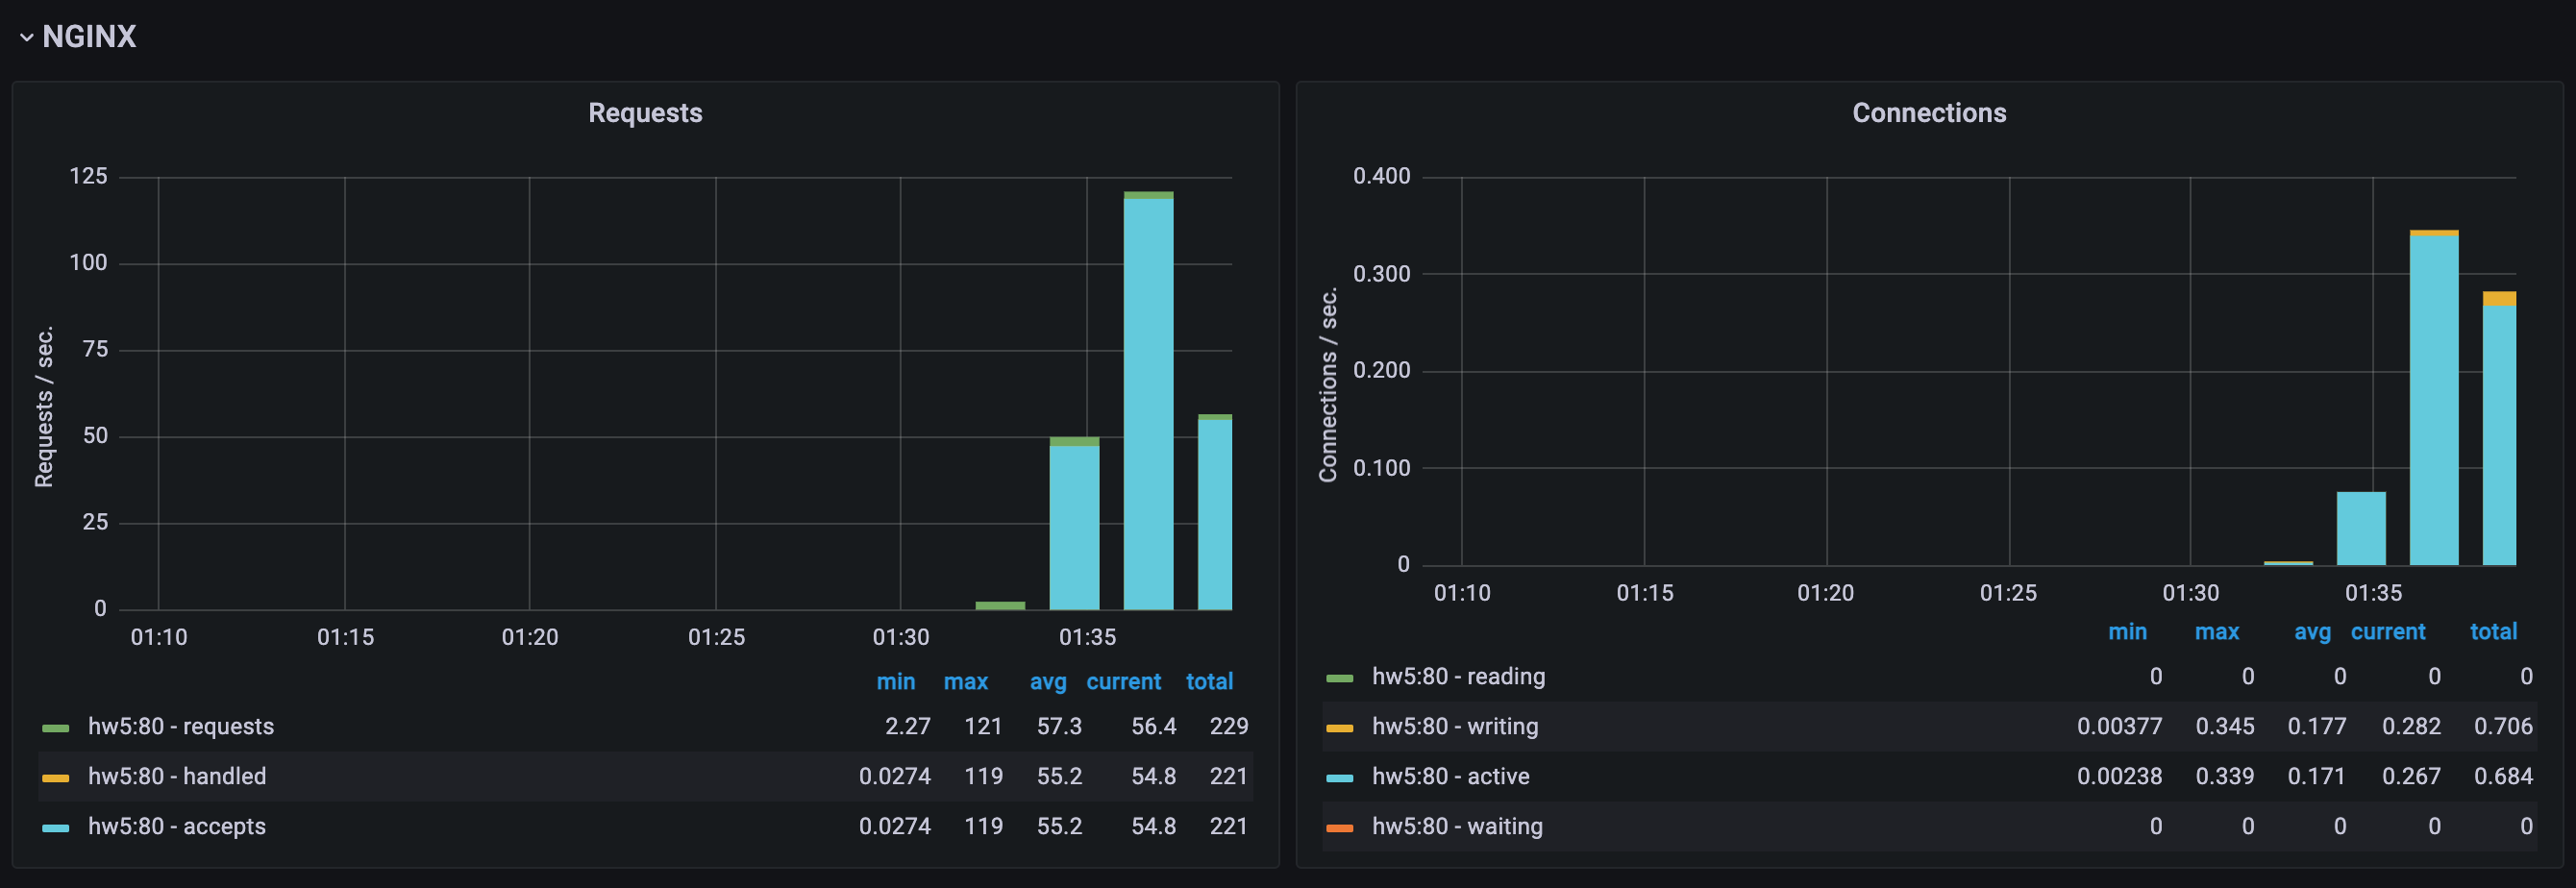 NGINX
Requests
Requests / sec.
125
100
75
50
25
0
01:10 01:15 01:20 01:25 01:30 01:35
min max avg current total
hw5:80 - requests 2.27 121 57.3 56.4 229
hw5:80 - handled 0.0274 119 55.2 54.8 221
hw5:80 - accepts 0.0274 119 55.2 54.8 221
Connections
Connections / sec.
0.400
0.300
0.200
0.100
0
01:10 01:15 01:20 01:25 01:30 01:35
min max avg current total
hw5:80 - reading 0 0 0 0 0
hw5:80 - writing 0.00377 0.345 0.177 0.282 0.706
hw5:80 - active 0.00238 0.339 0.171 0.267 0.684
hw5:80 - waiting 0 0 0 0 0